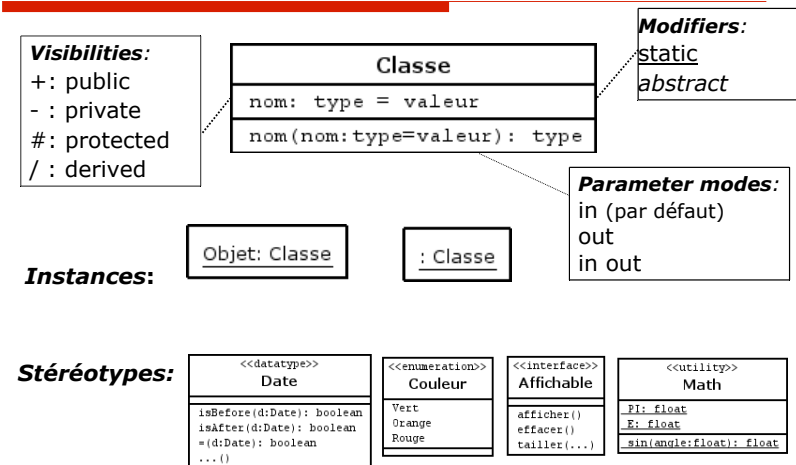 Visibilities:
+: public
- : private
#: protected
/ : derived
Classe
nom: type = valeur
nom(nom:type=valeur): type
Modifiers:
static
abstract
Parameter modes:
in (par défaut)
out
in out
Instances:
Objet: Classe
: Classe
Stéréotypes:
<<datatype>>
Date
isBefore(d:Date): boolean
isAfter(d:Date): boolean
=(d:Date): boolean
...()
<<enumeration>>
Couleur
Vert
Orange
Rouge
<<interface>>
Affichable
afficher()
effacer()
tailler(...)
<<utility>>
Math
PI: float
E: float
sin(angle:float): float